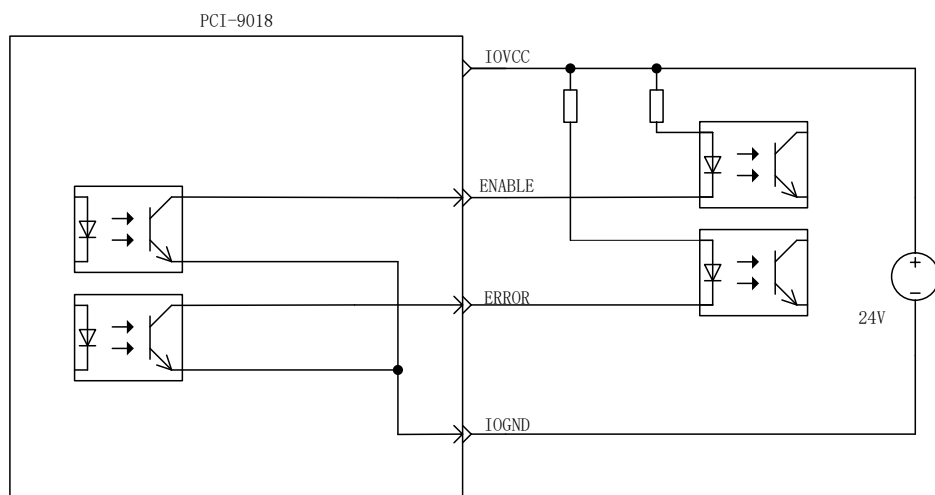 PCI-9018
IOVCC
ENABLE
ERROR
24V
IOGND